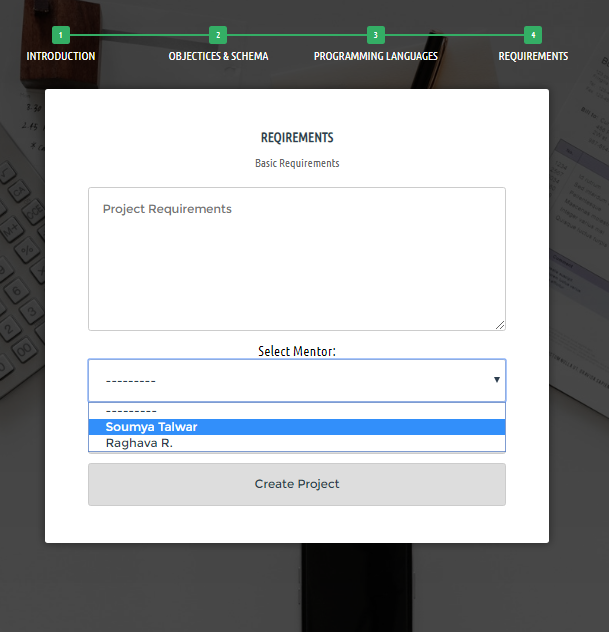 1 2 3 4
INTRODUCTION OBJECTICES & SCHEMA PROGRAMMING LANGUAGES REQUIREMENTS
REQIREMENTS
Basic Requirements
Project Requirements
Select Mentor:
---------
---------
Soumya Talwar
Raghava R.
Create Project